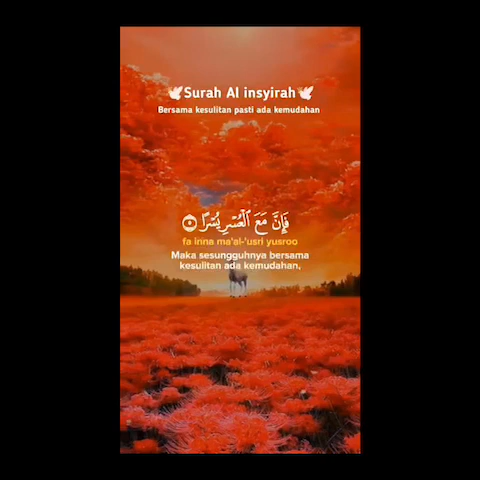 🕊Surah Al insyirah🕊
Bersama kesulitan pasti ada kemudahan
فَإِنَّ مَعَ ٱلْعُسْرِ يُسْرًا ۝٥
fa inna ma'al-'usri yusroo
Maka sesungguhnya bersama
kesulitan ada kemudahan,